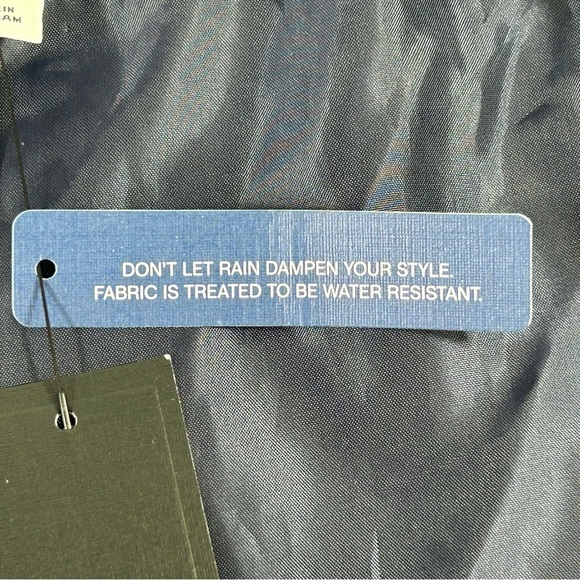 DON'T LET RAIN DAMPEN YOUR STYLE.
FABRIC IS TREATED TO BE WATER RESISTANT.